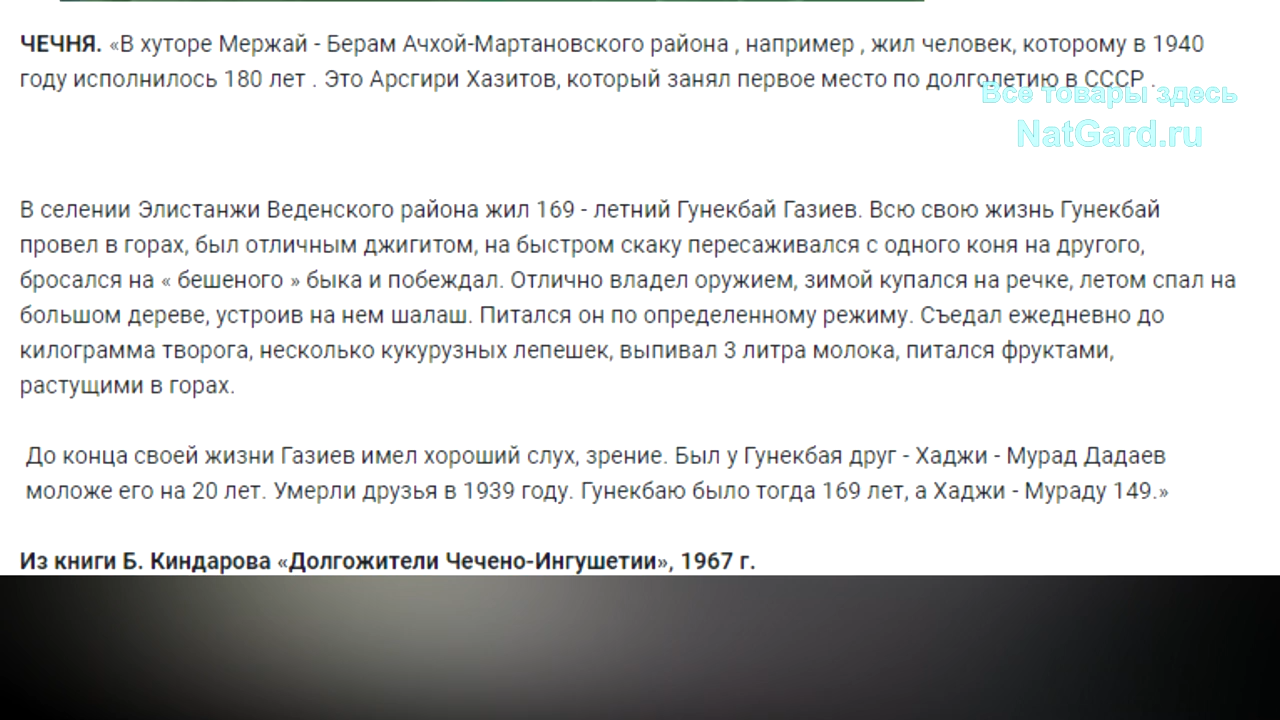 ЧЕЧНЯ. «В хуторе Мержай - Берам Ачхой-Мартановского района , например , жил человек, которому в 1940
году исполнилось 180 лет . Это Арсгири Хазитов, который занял первое место по долголетию в СССР .
Все товары здесь
NatGard.ru
В селении Элистанжи Веденского района жил 169 - летний Гунекбай Газиев. Всю свою жизнь Гунекбай
провел в горах, был отличным джигитом, на быстром скаку пересаживался с одного коня на другого,
бросался на « бешеного » быка и побеждал. Отлично владел оружием, зимой купался на речке, летом спал на
большом дереве, устроив на нем шалаш. Питался он по определенному режиму. Съедал ежедневно до
килограмма творога, несколько кукурузных лепешек, выпивал 3 литра молока, питался фруктами,
растущими в горах.
До конца своей жизни Газиев имел хороший слух, зрение. Был у Гунекбая друг - Хаджи - Мурад Дадаев
моложе его на 20 лет. Умерли друзья в 1939 году. Гунекбаю было тогда 169 лет, а Хаджи - Мураду 149.»
Из книги Б. Киндарова «Долгожители Чечено-Ингушетии», 1967 г.